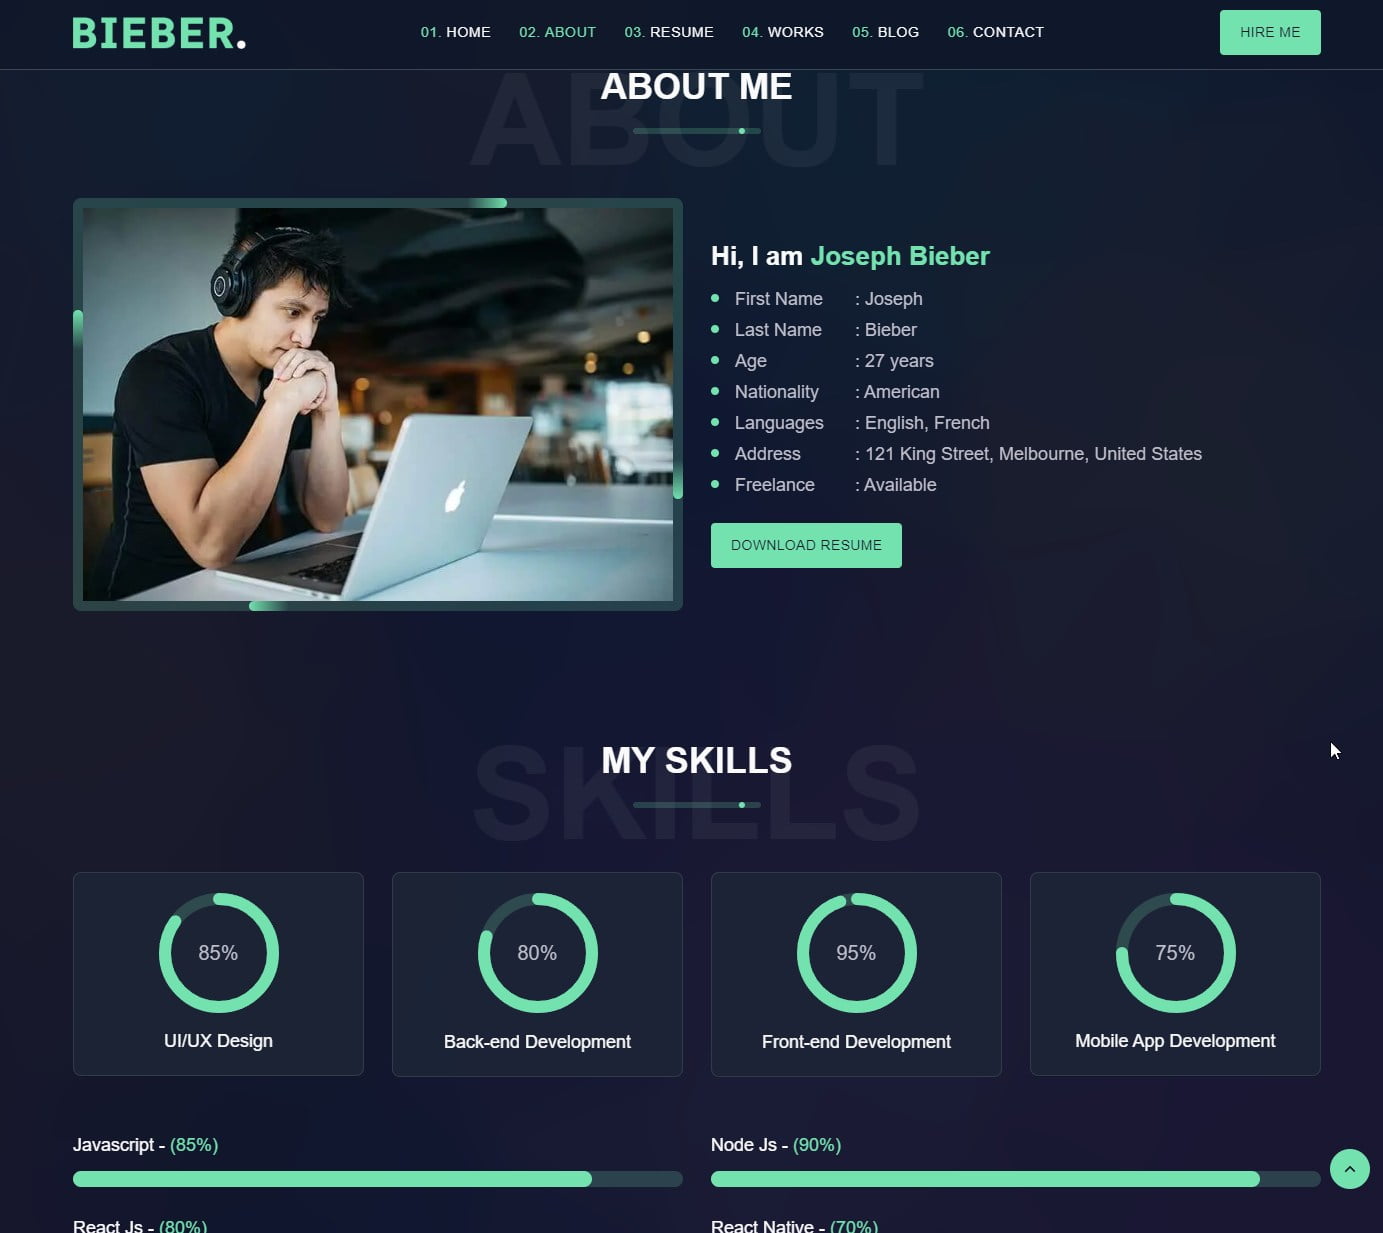 BIEBER.
01. HOME 02. ABOUT 03. RESUME 04. WORKS 05. BLOG 06. CONTACT
HIRE ME
ABOUT
ABOUT ME
Hi, I am Joseph Bieber
First Name : Joseph
Last Name : Bieber
Age : 27 years
Nationality : American
Languages : English, French
Address : 121 King Street, Melbourne, United States
Freelance : Available
DOWNLOAD RESUME
SKILLS
MY SKILLS
85%
UI/UX Design
80%
Back-end Development
95%
Front-end Development
75%
Mobile App Development
Javascript - (85%)
Node Js - (90%)
React Js - (80%)
React Native - (70%)